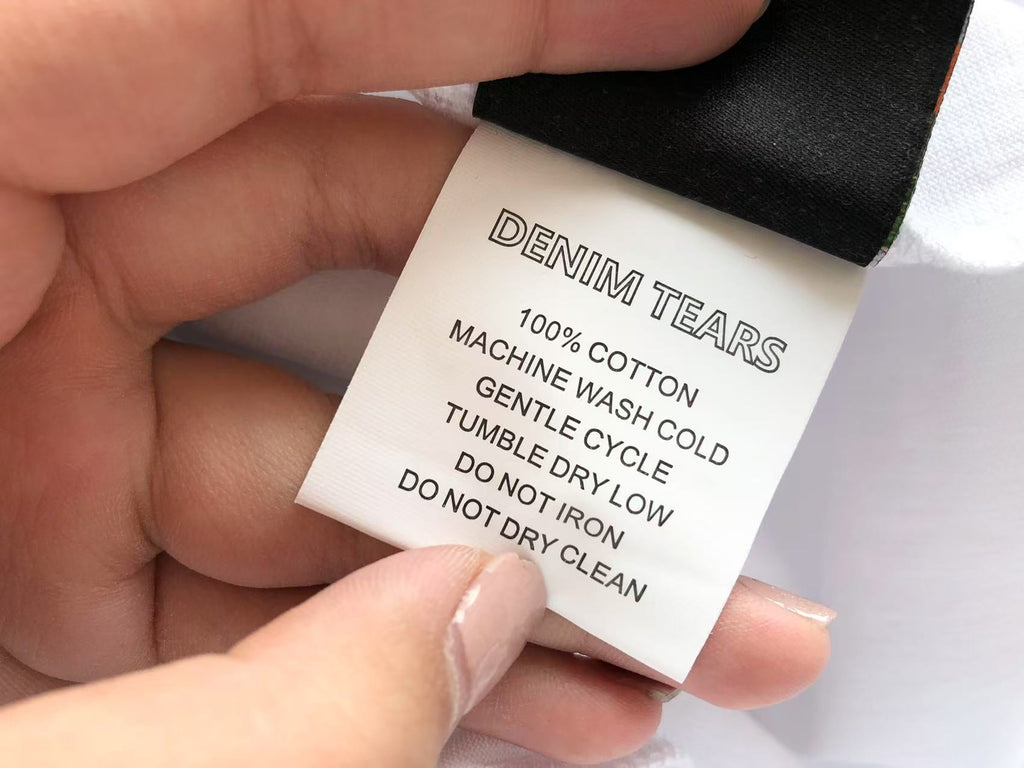 DENIM TEARS
100% COTTON
MACHINE WASH COLD
GENTLE CYCLE
TUMBLE DRY LOW
DO NOT IRON
DO NOT DRY CLEAN